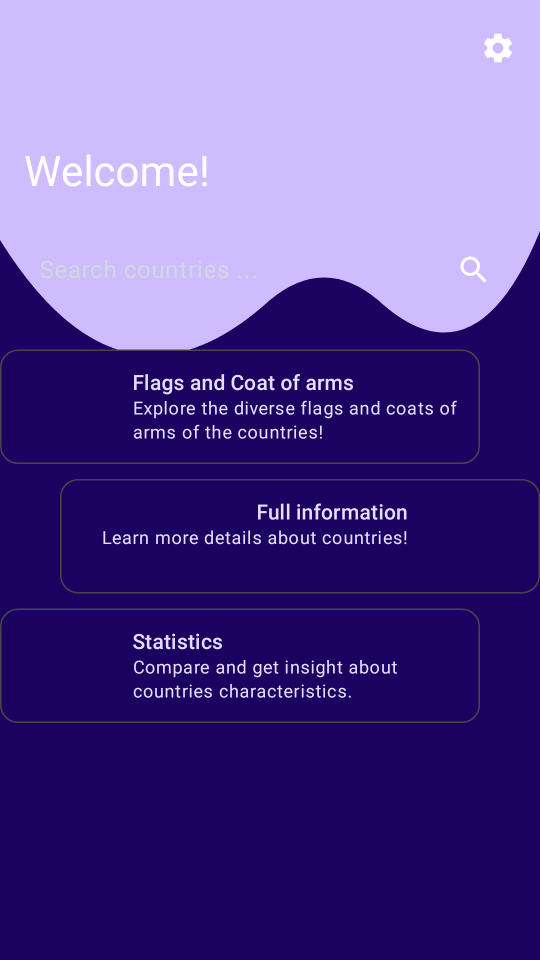 Welcome!
Search countries ...
Flags and Coat of arms
Explore the diverse flags and coats of
arms of the countries!
Full information
Learn more details about countries!
Statistics
Compare and get insight about
countries characteristics.